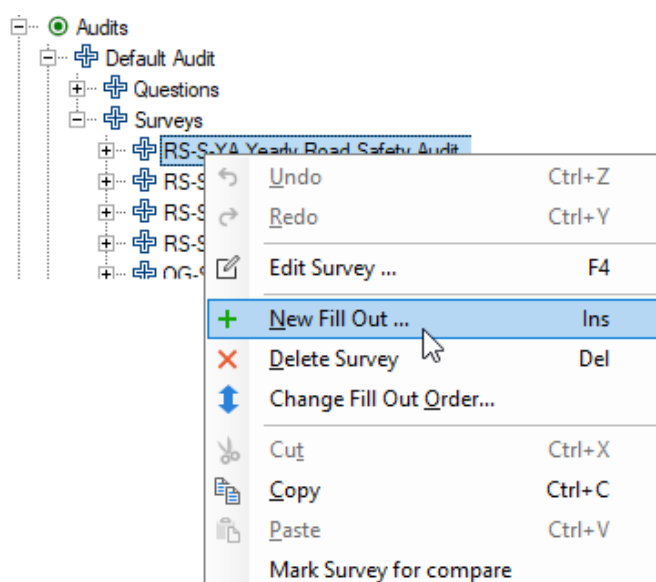 Audits
Default Audit
Questions
Surveys
RS-S-YA Yearly Road Safety Audit
RS-S
RS-S
RS-S
OG-S
Undo Ctrl+Z
Redo Ctrl+Y
Edit Survey ... F4
New Fill Out ... Ins
Delete Survey Del
Change Fill Out Order...
Cut Ctrl+X
Copy Ctrl+C
Paste Ctrl+V
Mark Survey for compare